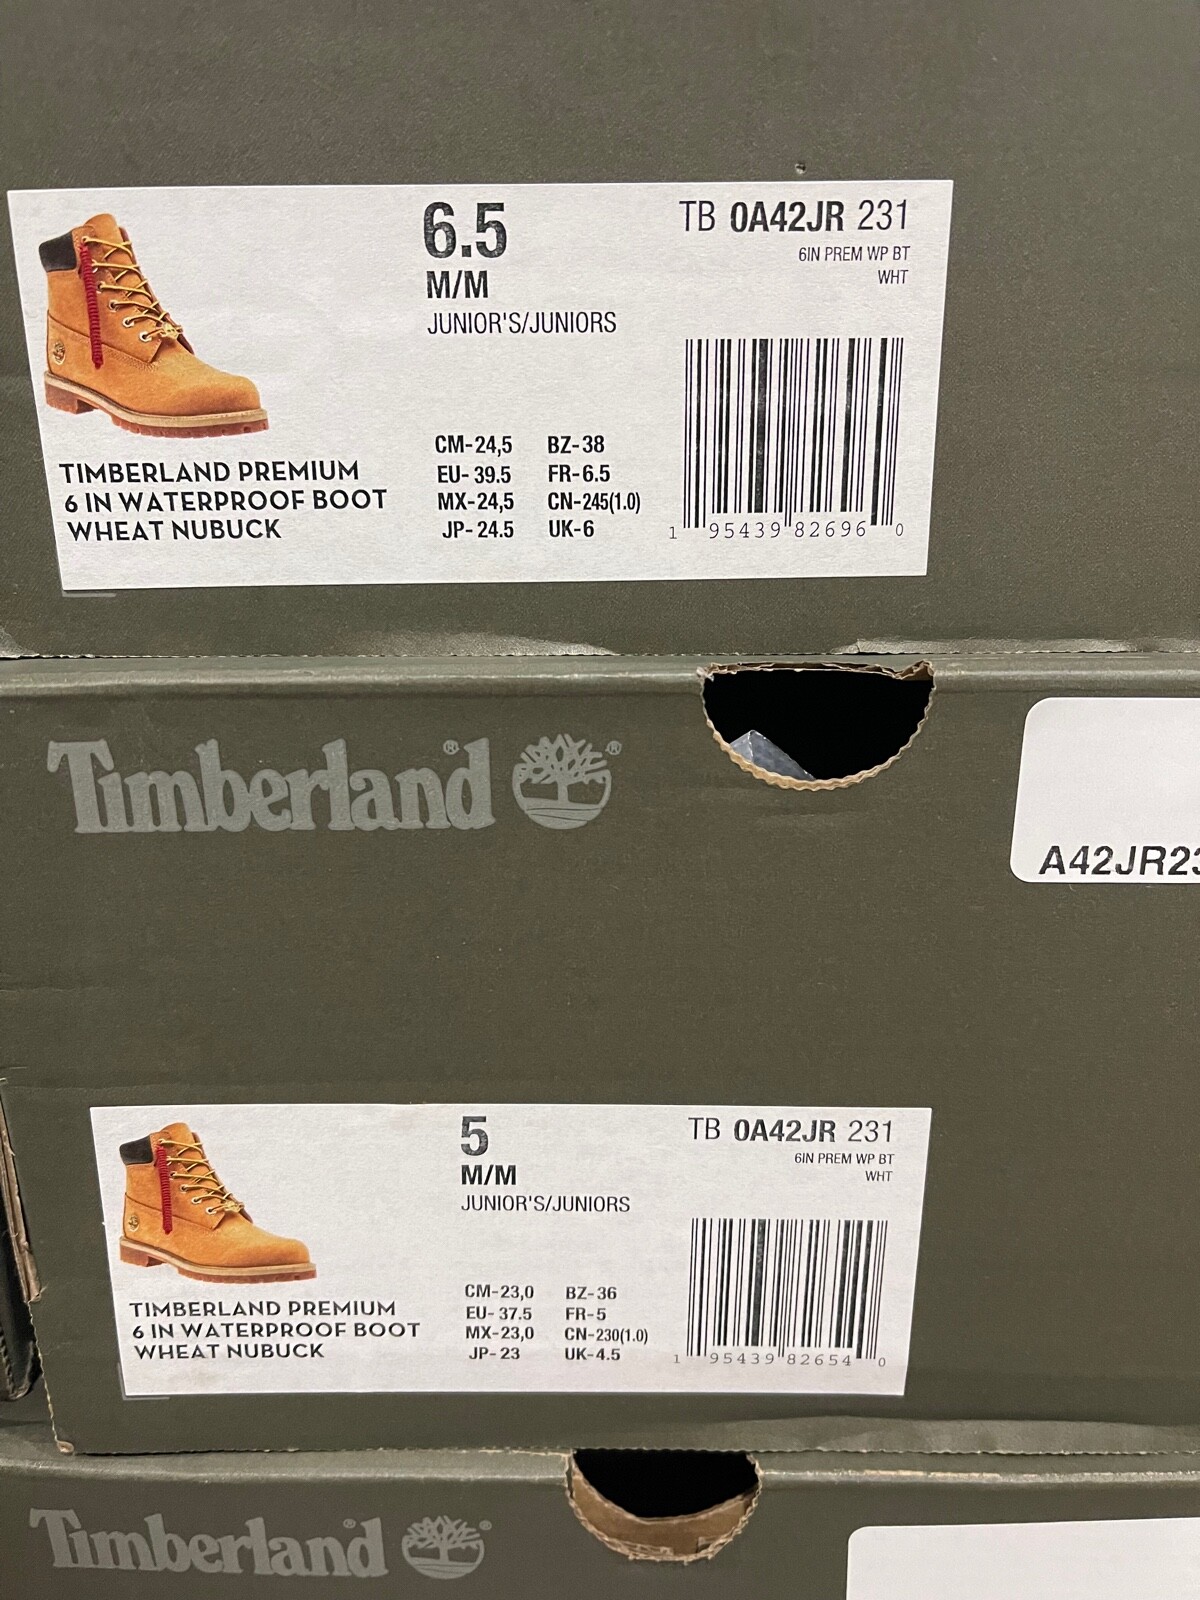 6.5
M/M
JUNIOR'S/JUNIORS
TB 0A42JR 231
6IN PREM WP BT
WHT
TIMBERLAND PREMIUM
6 IN WATERPROOF BOOT
WHEAT NUBUCK
CM-24,5 BZ-38
EU-39.5 FR-6.5
MX-24,5 CN-245(1.0)
JP-24.5 UK-6
1 95439 82696 0
Timberland® ®
A42JR23
5
M/M
JUNIOR'S/JUNIORS
TB 0A42JR 231
6IN PREM WP BT
WHT
TIMBERLAND PREMIUM
6 IN WATERPROOF BOOT
WHEAT NUBUCK
CM-23,0 BZ-36
EU-37.5 FR-5
MX-23,0 CN-230(1.0)
JP-23 UK-4.5
1 95439 82654 0
Timberland® ®